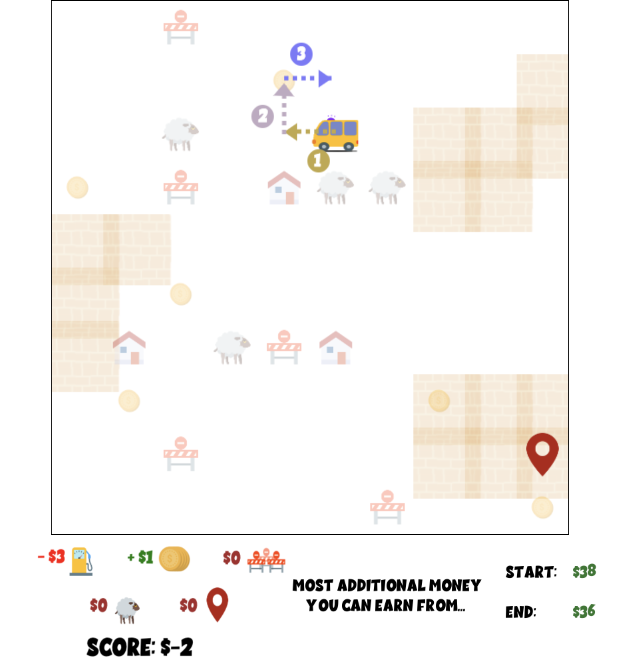 3
2
1
- $3
+ $1
$0
$0
$0
SCORE: $-2
MOST ADDITIONAL MONEY
YOU CAN EARN FROM...
START: $38
END: $36